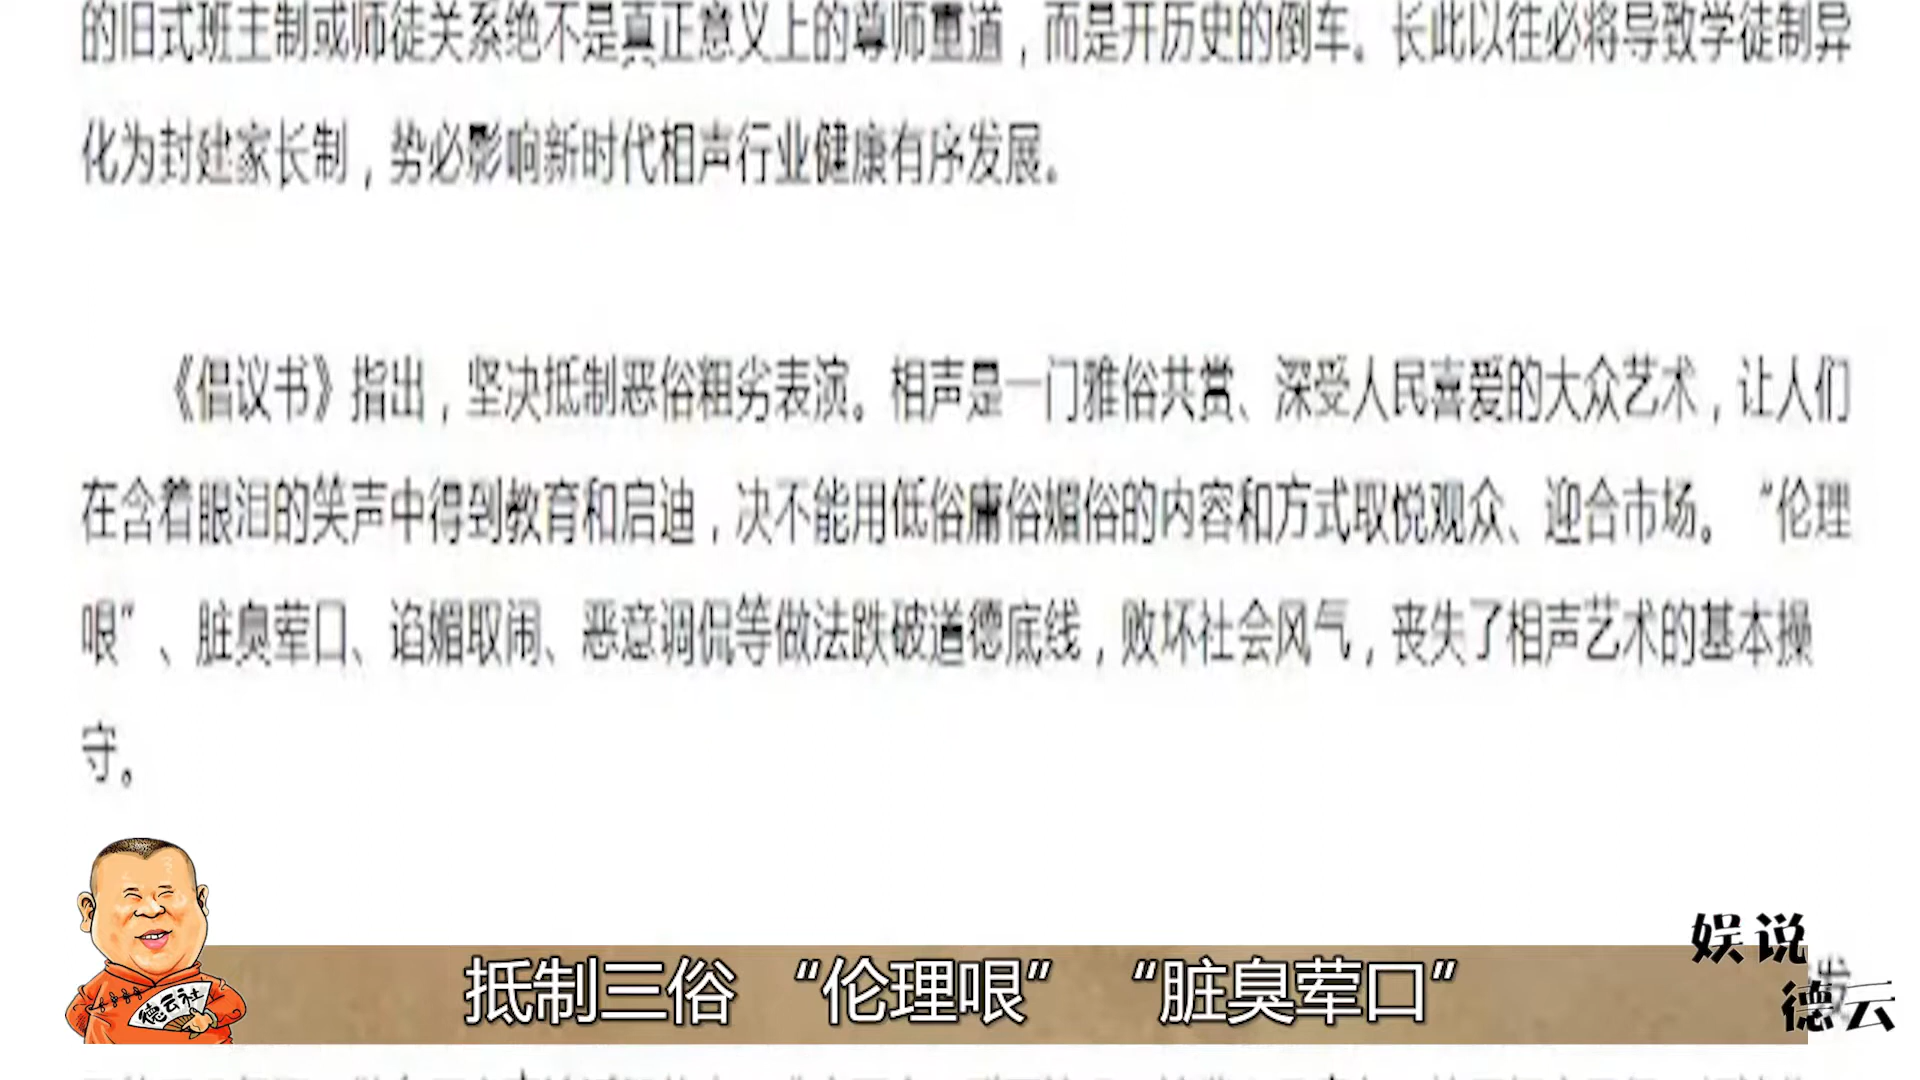 的旧式班主制或师徒关系绝不是真正意义上的尊师重道，而是开历史的倒车。长此以往必将导致学徒制异
化为封建家长制，势必影响新时代相声行业健康有序发展。
《倡议书》指出，坚决抵制恶俗粗劣表演。相声是一门雅俗共赏、深受人民喜爱的大众艺术，让人们
在含着眼泪的笑声中得到教育和启迪，决不能用低俗庸俗媚俗的内容和方式取悦观众、迎合市场。“伦理
哏”、脏臭荤口、谄媚取闹、恶意调侃等做法跌破道德底线，败坏社会风气，丧失了相声艺术的基本操
守。
德云社
抵制三俗 “伦理哏” “脏臭荤口”
娱说
德云